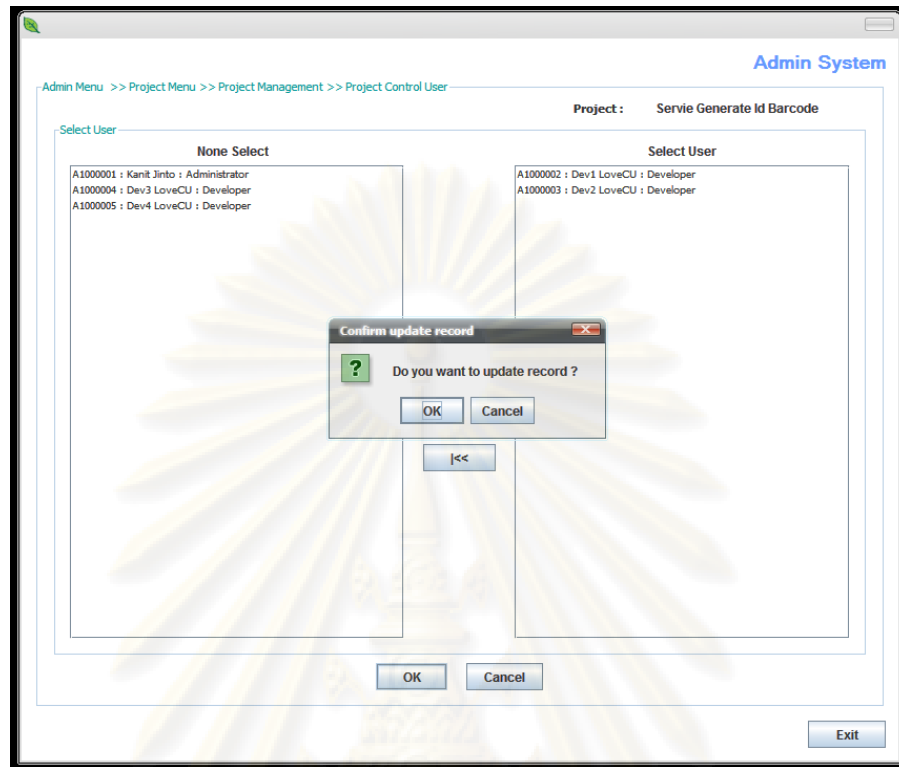 Admin System
Admin Menu >> Project Menu >> Project Management >> Project Control User
Project : Servie Generate Id Barcode
Select User
None Select
Select User
A1000001 : Kanit Jinto : Administrator
A1000004 : Dev3 LoveCU : Developer
A1000005 : Dev4 LoveCU : Developer
A1000002 : Dev1 LoveCU : Developer
A1000003 : Dev2 LoveCU : Developer
Confirm update record
?
Do you want to update record ?
OK Cancel
|<<
OK Cancel
Exit